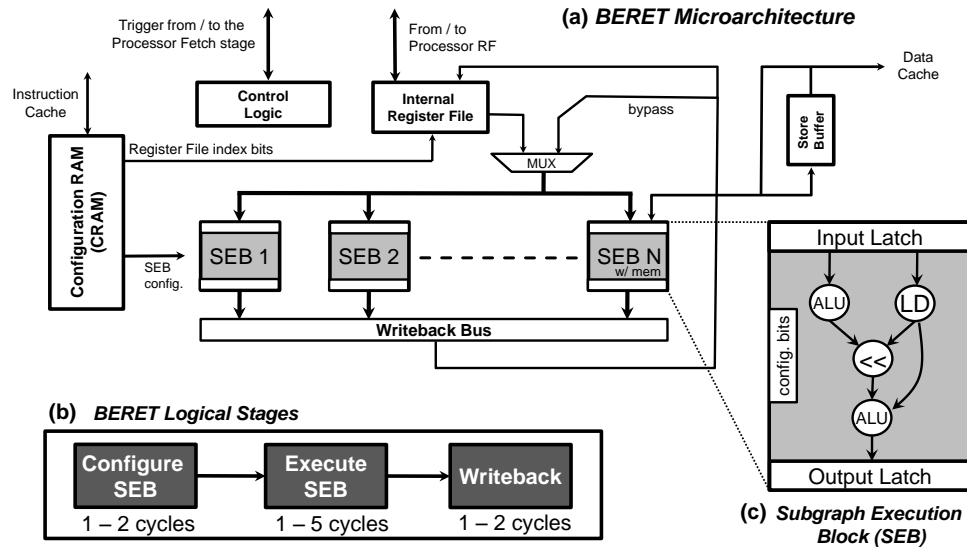 (a) BERET Microarchitecture
Trigger from / to the
Processor Fetch stage
From / to
Processor RF
Data
Cache
Instruction
Cache
Control
Logic
Internal
Register File
bypass
Store
Buffer
Register File index bits
MUX
Configuration RAM
(CRAM)
SEB
config.
SEB 1
SEB 2
SEB N
w/ mem
Writeback Bus
Input Latch
ALU
LD
config. bits
<<
ALU
Output Latch
(b) BERET Logical Stages
Configure
SEB
Execute
SEB
Writeback
1 – 2 cycles
1 – 5 cycles
1 – 2 cycles
(c) Subgraph Execution
Block (SEB)